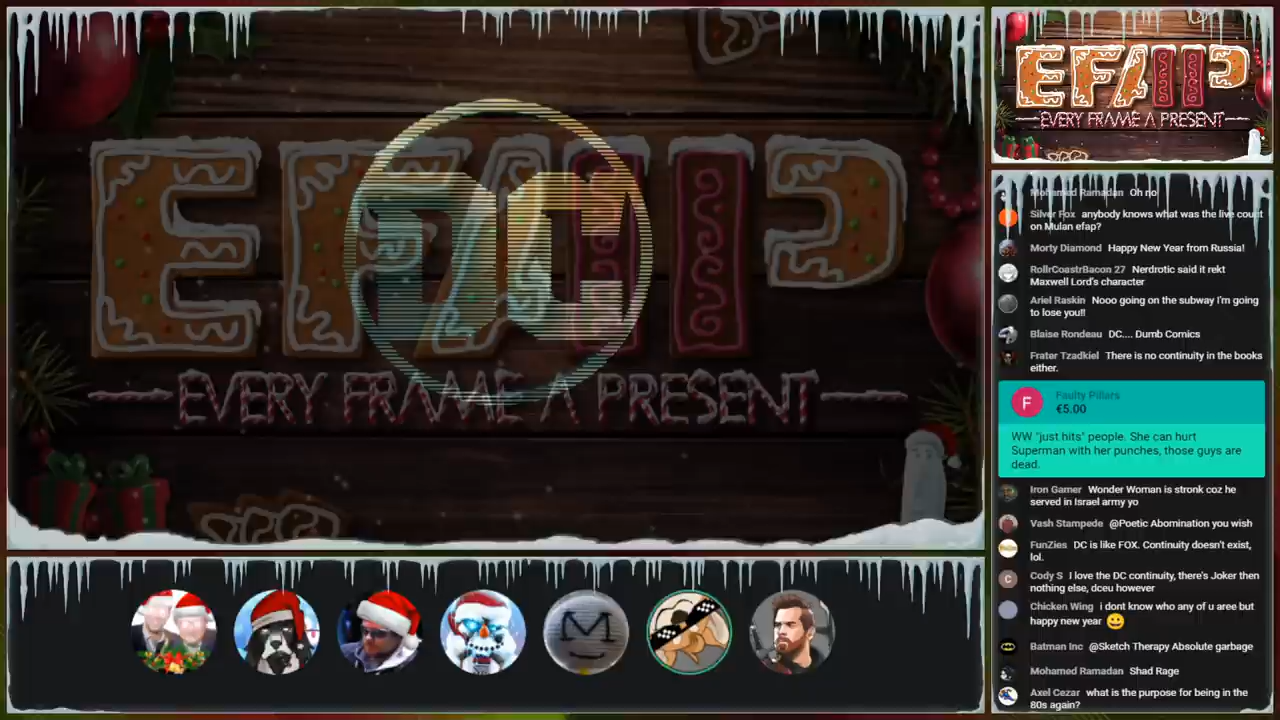 EFAP
EVERY FRAME A PRESENT
DC
M
EFAP
EVERY FRAME A PRESENT
Mohamed Ramadan Oh no
Silver Fox anybody knows what was the live count
on Mulan efap?
Morty Diamond Happy New Year from Russia!
RollrCoastrBacon 27 Nerdrotic said it rekt
Maxwell Lord's character
Ariel Raskin Nooo going on the subway I'm going
to lose you!!
Blaise Rondeau DC.... Dumb Comics
Frater Tzadkiel There is no continuity in the books
either.
F
Faulty Pillars
€5.00
WW "just hits" people. She can hurt
Superman with her punches, those guys are
dead.
Iron Gamer Wonder Woman is stronk coz he
served in Israel army yo
Vash Stampede @Poetic Abomination you wish
FunZies DC is like FOX. Continuity doesn't exist,
lol.
C
Cody S I love the DC continuity, there's Joker then
nothing else, dceu however
Chicken Wing i dont know who any of u aree but
happy new year 😀
Batman Inc @Sketch Therapy Absolute garbage
Mohamed Ramadan Shad Rage
Axel Cezar what is the purpose for being in the
80s again?